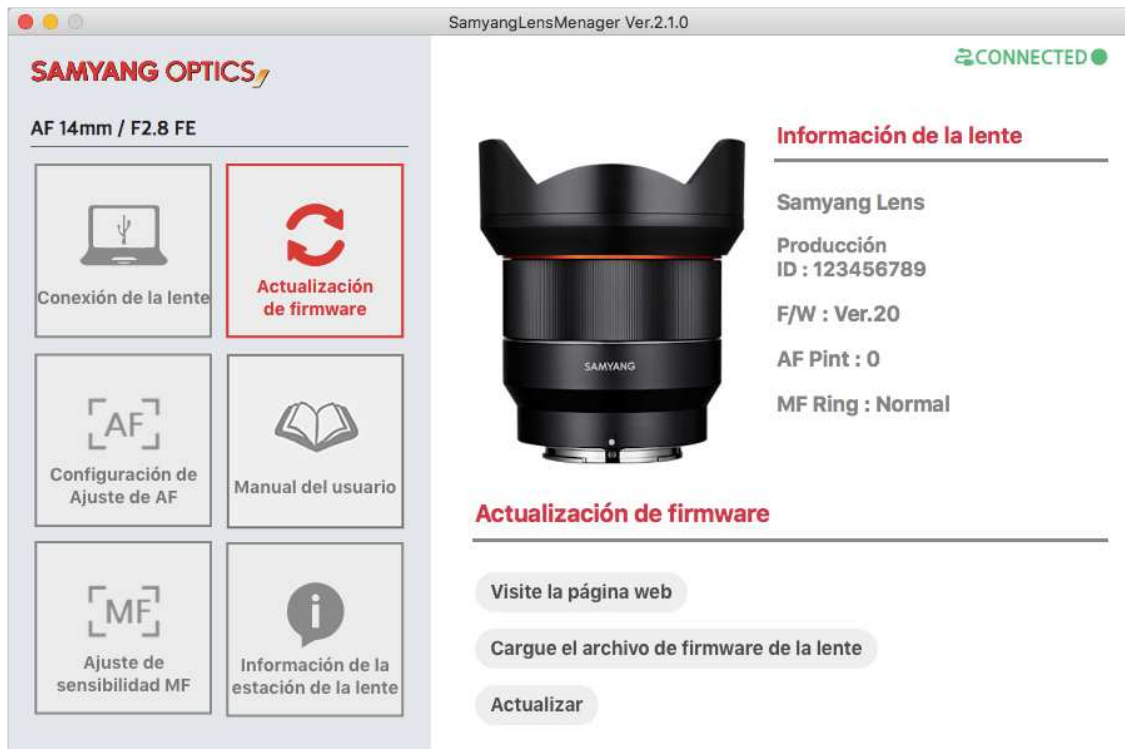 SamyangLensMenager Ver.2.1.0
SAMYANG OPTICS
CONNECTED
AF 14mm / F2.8 FE
Conexión de la lente
Actualización
de firmware
AF
Configuración de
Ajuste de AF
Manual del usuario
MF
Ajuste de
sensibilidad MF
i
Información de la
estación de la lente
SAMYANG
Información de la lente
Samyang Lens
Producción
ID : 123456789
F/W : Ver.20
AF Pint : 0
MF Ring : Normal
Actualización de firmware
Visite la página web
Cargue el archivo de firmware de la lente
Actualizar